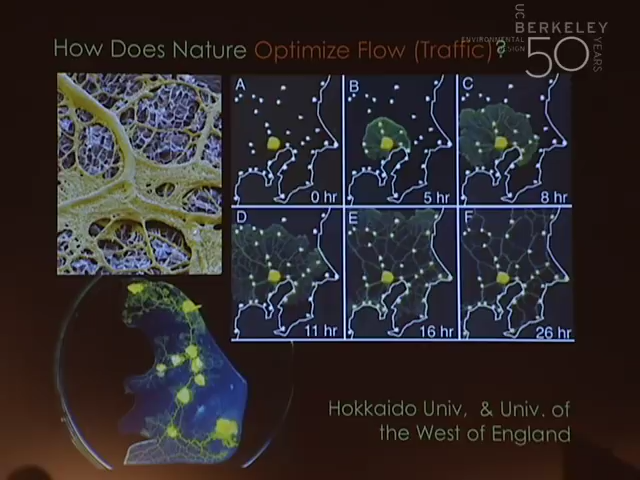 UC
BERKELEY
ENVIRONMENTAL
DESIGN
50
YEARS
How Does Nature Optimize Flow (Traffic)?
A
B
C
0 hr
5 hr
8 hr
D
E
F
11 hr
16 hr
26 hr
Hokkaido Univ, & Univ. of
the West of England